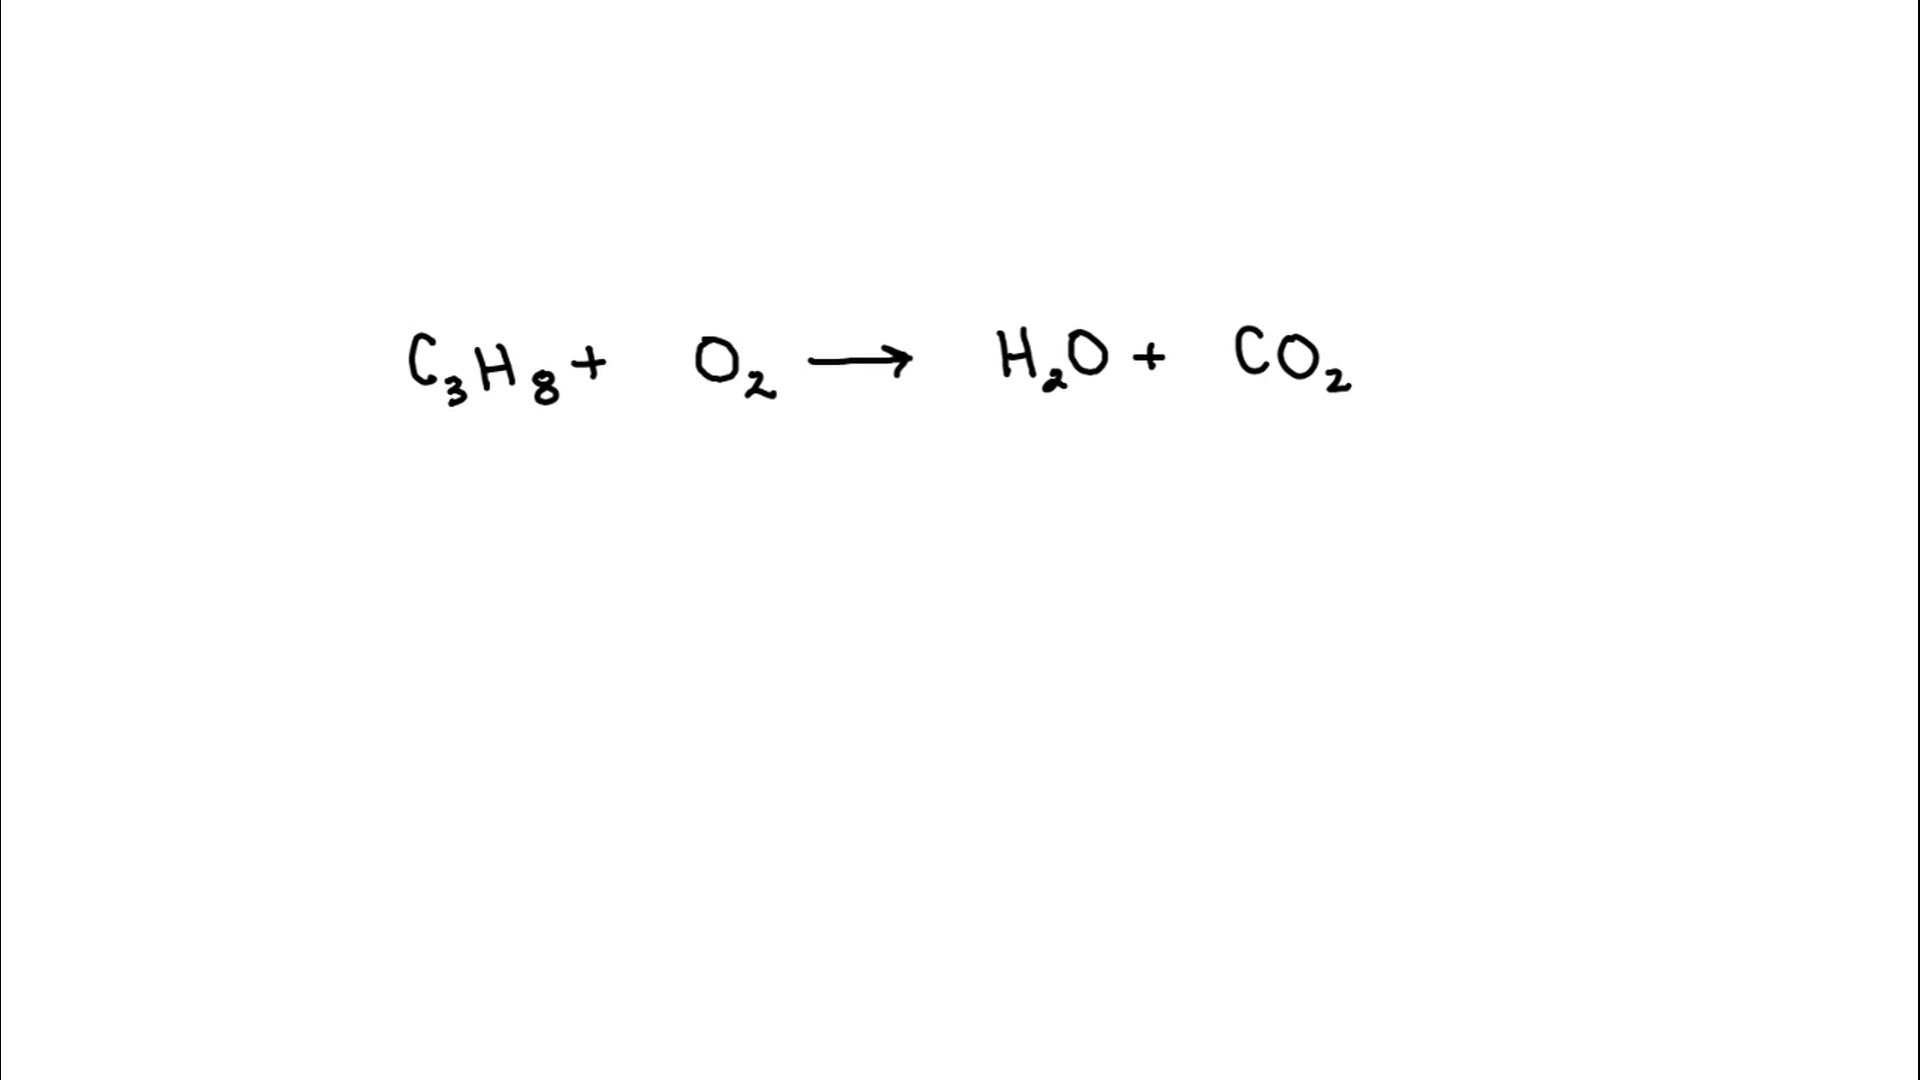 C₃H₈ + O₂ → H₂O + CO₂